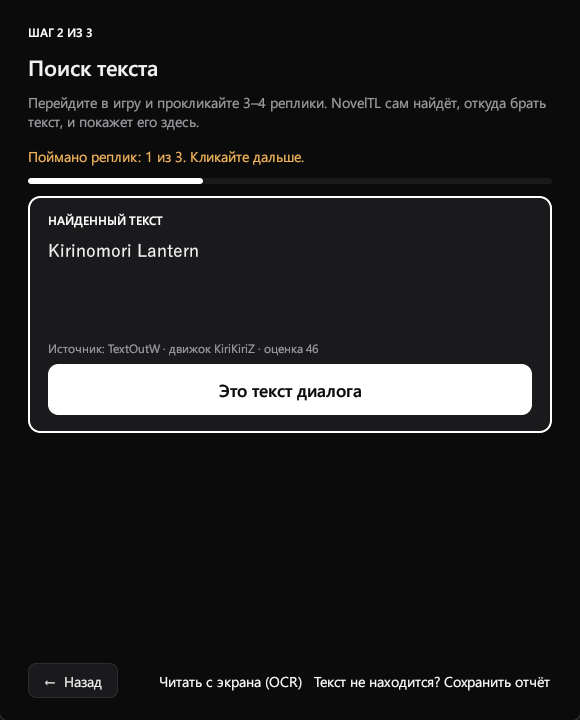 ШАГ 2 ИЗ 3
Поиск текста
Перейдите в игру и прокликайте 3–4 реплики. NovelTL сам найдёт, откуда брать
текст, и покажет его здесь.
Поймано реплик: 1 из 3. Кликайте дальше.
НАЙДЕННЫЙ ТЕКСТ
Kirinomori Lantern
Источник: TextOutW · движок KiriKiriZ · оценка 46
Это текст диалога
← Назад
Читать с экрана (OCR)
Текст не находится? Сохранить отчёт